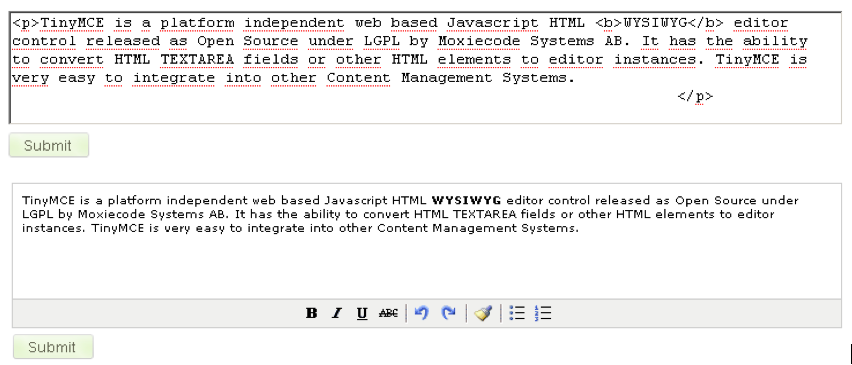 <p>TinyMCE is a platform independent web based Javascript HTML <b>WYSIWYG</b> editor
control released as Open Source under LGPL by Moxiecode Systems AB. It has the ability
to convert HTML TEXTAREA fields or other HTML elements to editor instances. TinyMCE is
very easy to integrate into other Content Management Systems.
</p>
Submit
TinyMCE is a platform independent web based Javascript HTML WYSIWYG editor control released as Open Source under
LGPL by Moxiecode Systems AB. It has the ability to convert HTML TEXTAREA fields or other HTML elements to editor
instances. TinyMCE is very easy to integrate into other Content Management Systems.
B I U ABC
Submit